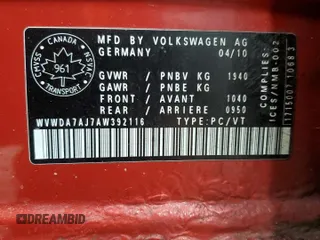 MFD BY VOLKSWAGEN AG
GERMANY 04/10
GVWR / PNBV KG 1940
GAWR / PNBE KG
FRONT / AVANT 1040
REAR / ARRIERE 0950
WVWDA7AJ7AW392116 TYPE:PC/VT
CANADA
CMVSS
NSVAC
961
TRANSPORT
COMPLIES:
ICES/NMB-002
DREAMBID